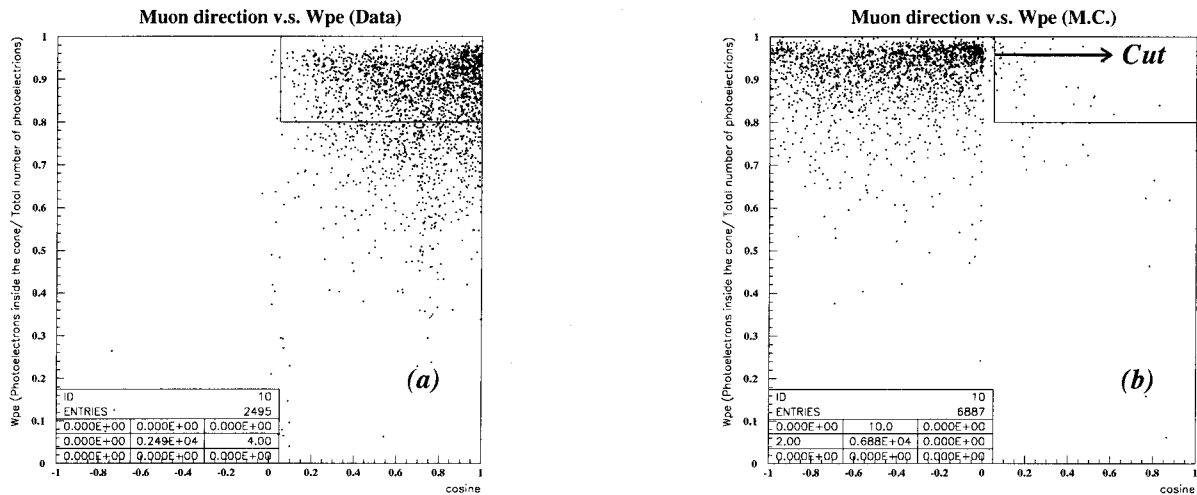 Muon direction v.s. Wpe (Data)
Wpe (Photoelectrons inside the cone/ Total number of photoelectrions)
1
0.9
0.8
0.7
0.6
0.5
0.4
0.3
0.2
0.1
0
(a)
ID 10
ENTRIES 2495
0.000E+00 0.000E+00 0.000E+00
0.000E+00 0.249E+04 4.00
0.000E+00 0.000E+00 0.000E+00
-1 -0.8 -0.6 -0.4 -0.2 0 0.2 0.4 0.6 0.8 1
cosine
Muon direction v.s. Wpe (M.C.)
Wpe (Photoelectrons inside the cone/ Total number of photoelectrions)
1
0.9
0.8
0.7
0.6
0.5
0.4
0.3
0.2
0.1
0
Cut
(b)
ID 10
ENTRIES 6887
0.000E+00 10.0 0.000E+00
2.00 0.688E+04 0.000E+00
0.000E+00 0.000E+00 0.000E+00
-1 -0.8 -0.6 -0.4 -0.2 0 0.2 0.4 0.6 0.8 1
cosine